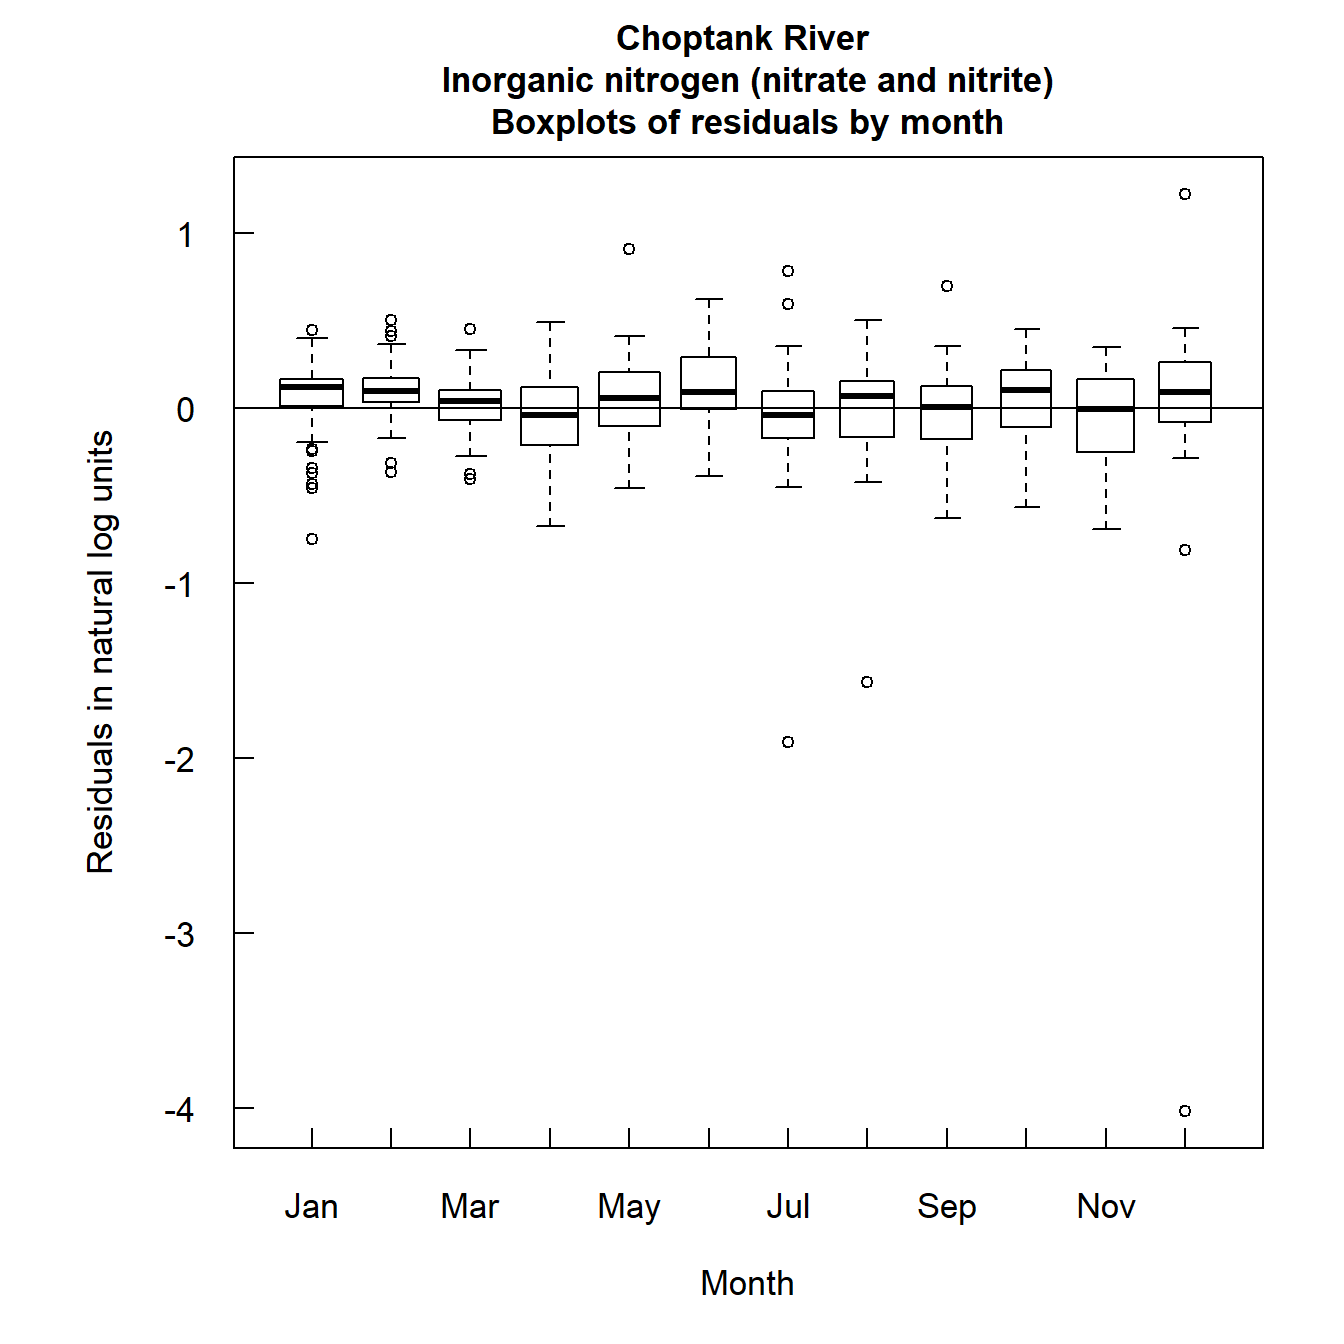 Choptank River
Inorganic nitrogen (nitrate and nitrite)
Boxplots of residuals by month
1
0
-1
-2
-3
-4
Residuals in natural log units
Jan Mar May Jul Sep Nov
Month